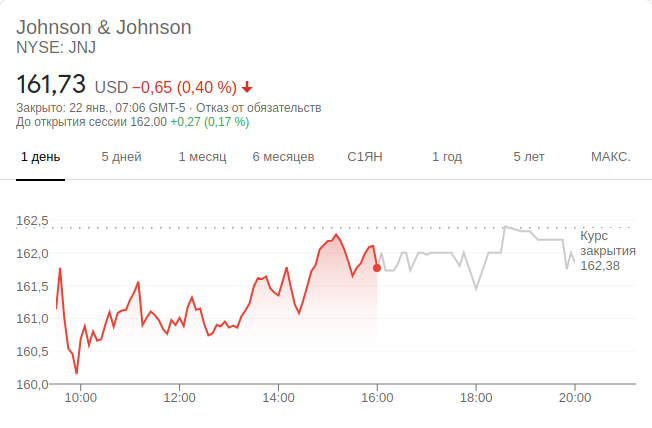 Johnson & Johnson
NYSE: JNJ
161,73 USD −0,65 (0,40 %)
Закрыто: 22 янв., 07:06 GMT-5 · Отказ от обязательств
До открытия сессии 162,00 +0,27 (0,17 %)
1 день 5 дней 1 месяц 6 месяцев С1ЯН 1 год 5 лет МАКС.
162,5
Курс
закрытия
162,38
162,0
161,5
161,0
160,5
160,0
10:00 12:00 14:00 16:00 18:00 20:00